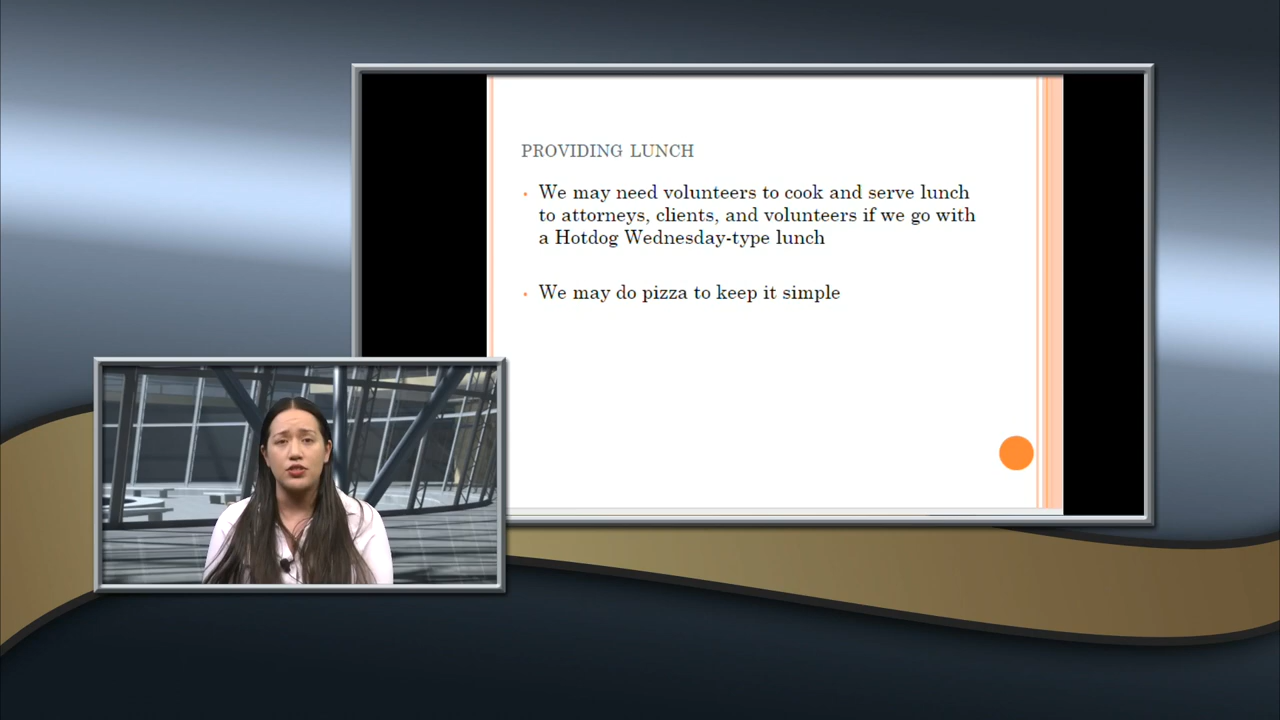 PROVIDING LUNCH
• We may need volunteers to cook and serve lunch
to attorneys, clients, and volunteers if we go with
a Hotdog Wednesday-type lunch
• We may do pizza to keep it simple